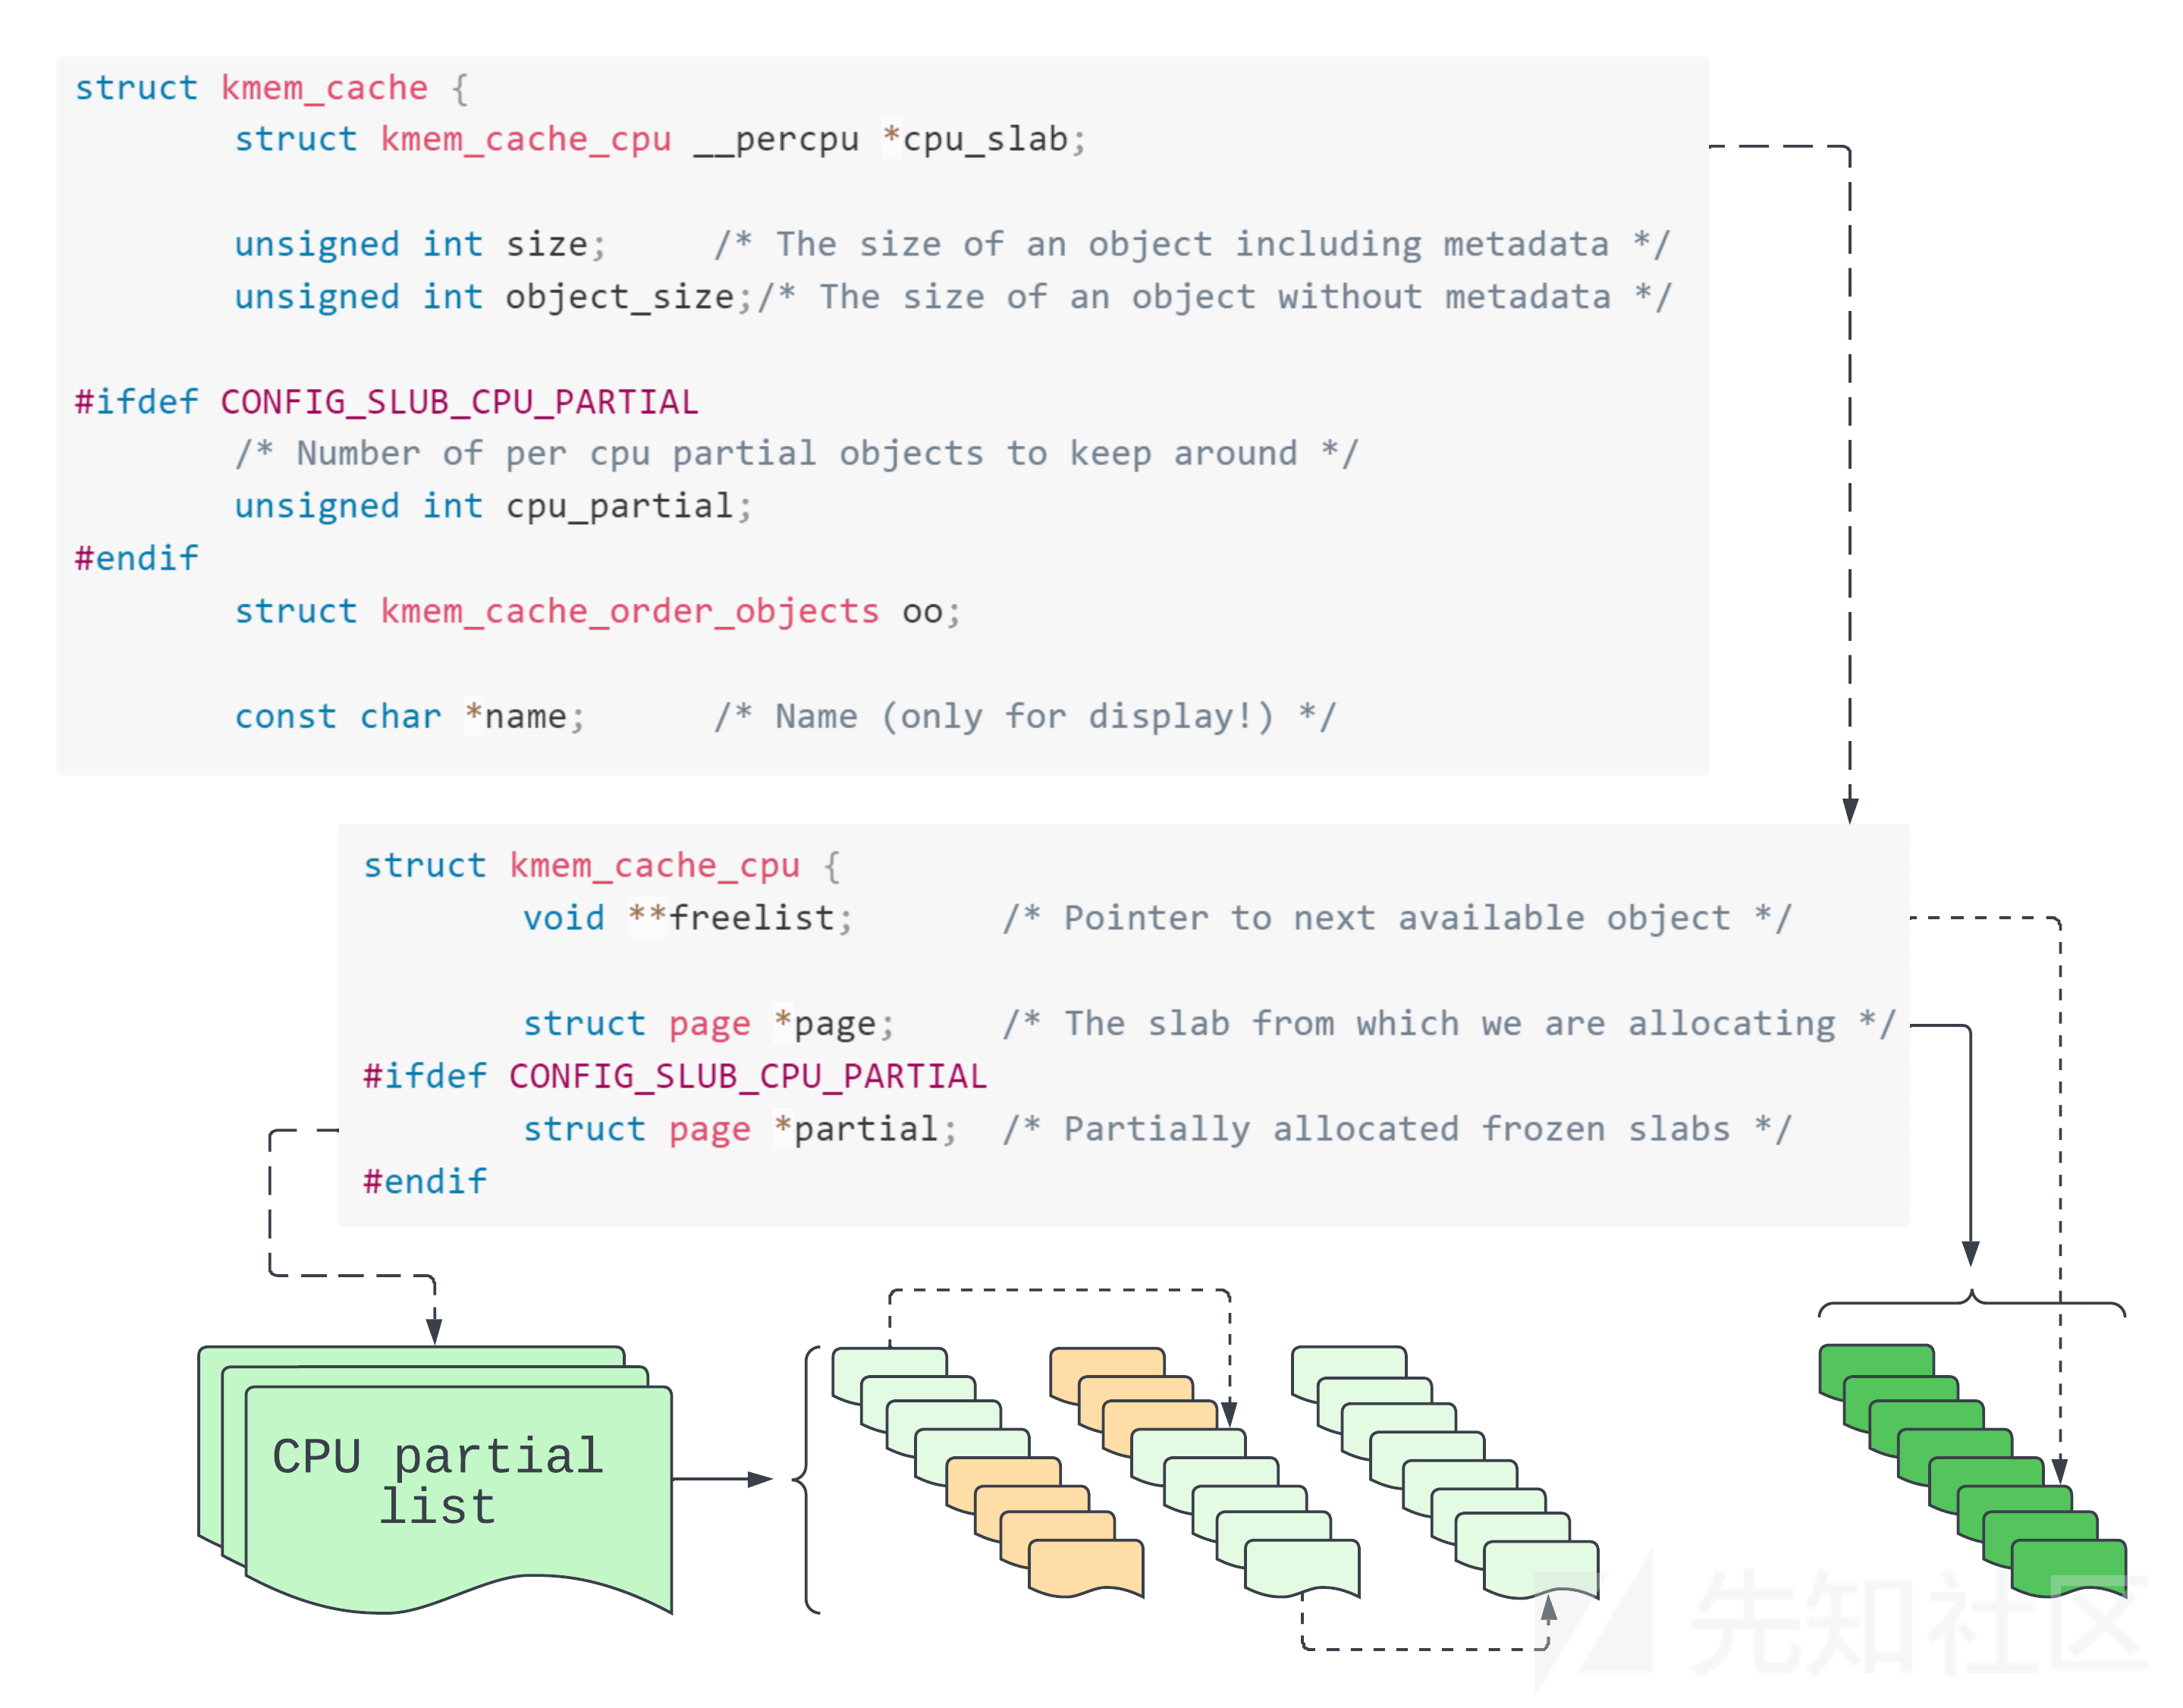 struct kmem_cache {
struct kmem_cache_cpu __percpu *cpu_slab;
unsigned int size; /* The size of an object including metadata */
unsigned int object_size;/* The size of an object without metadata */
#ifdef CONFIG_SLUB_CPU_PARTIAL
/* Number of per cpu partial objects to keep around */
unsigned int cpu_partial;
#endif
struct kmem_cache_order_objects oo;
const char *name; /* Name (only for display!) */
struct kmem_cache_cpu {
void **freelist; /* Pointer to next available object */
struct page *page; /* The slab from which we are allocating */
#ifdef CONFIG_SLUB_CPU_PARTIAL
struct page *partial; /* Partially allocated frozen slabs */
#endif
CPU partial
list
先知社区